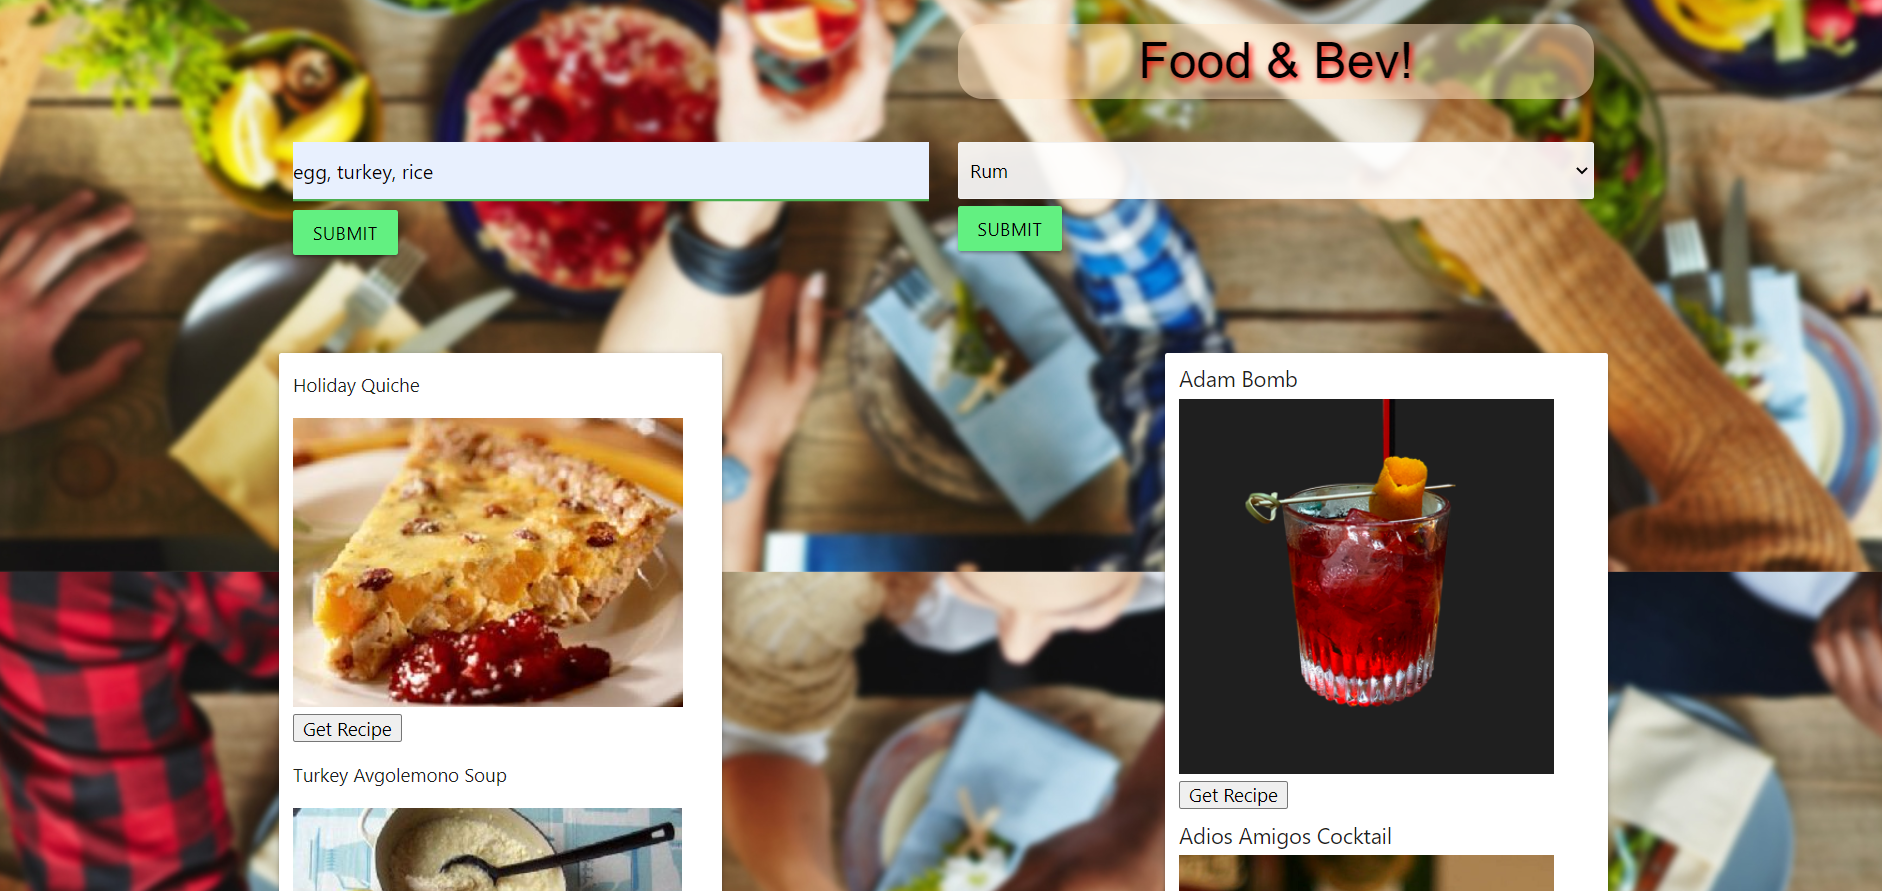 Food & Bev!
egg, turkey, rice
SUBMIT
Rum
SUBMIT
Holiday Quiche
Get Recipe
Turkey Avgolemono Soup
Adam Bomb
Get Recipe
Adios Amigos Cocktail